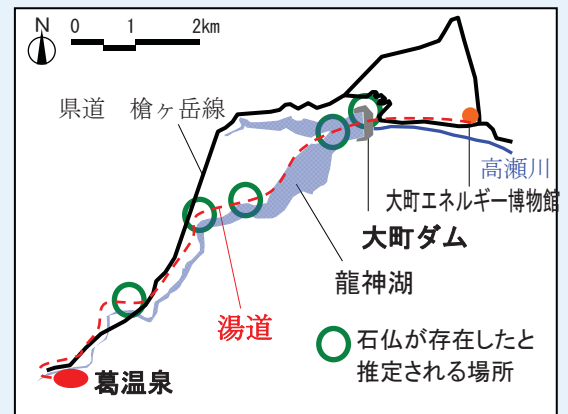 N 0 1 2km
県道 槍ヶ岳線
高瀬川
大町エネルギー博物館
大町ダム
龍神湖
湯道
石仏が存在したと
推定される場所
葛温泉